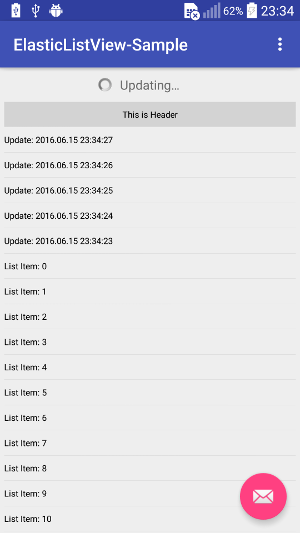 62% 23:34
ElasticListView-Sample
Updating...
This is Header
Update: 2016.06.15 23:34:27
Update: 2016.06.15 23:34:26
Update: 2016.06.15 23:34:25
Update: 2016.06.15 23:34:24
Update: 2016.06.15 23:34:23
List Item: 0
List Item: 1
List Item: 2
List Item: 3
List Item: 4
List Item: 5
List Item: 6
List Item: 7
List Item: 8
List Item: 9
List Item: 10